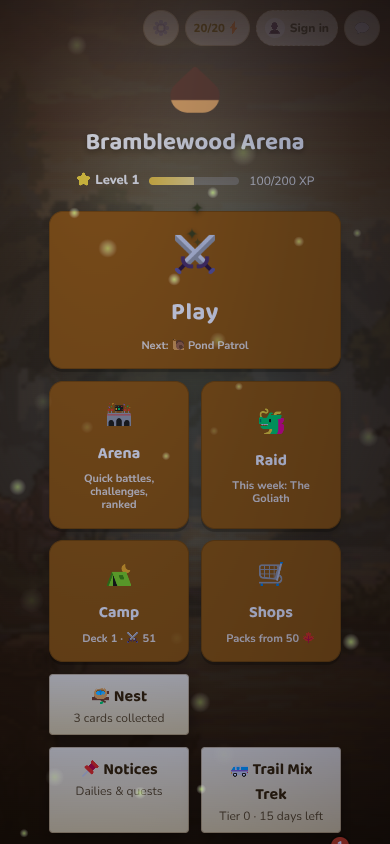 20/20
Sign in
Bramblewood Arena
Level 1
100/200 XP
Play
Next: Pond Patrol
Arena
Quick battles,
challenges,
ranked
Raid
This week: The
Goliath
Camp
Deck 1 · 51
Shops
Packs from 50
Nest
3 cards collected
Notices
Dailies & quests
Trail Mix
Trek
Tier 0 · 15 days left